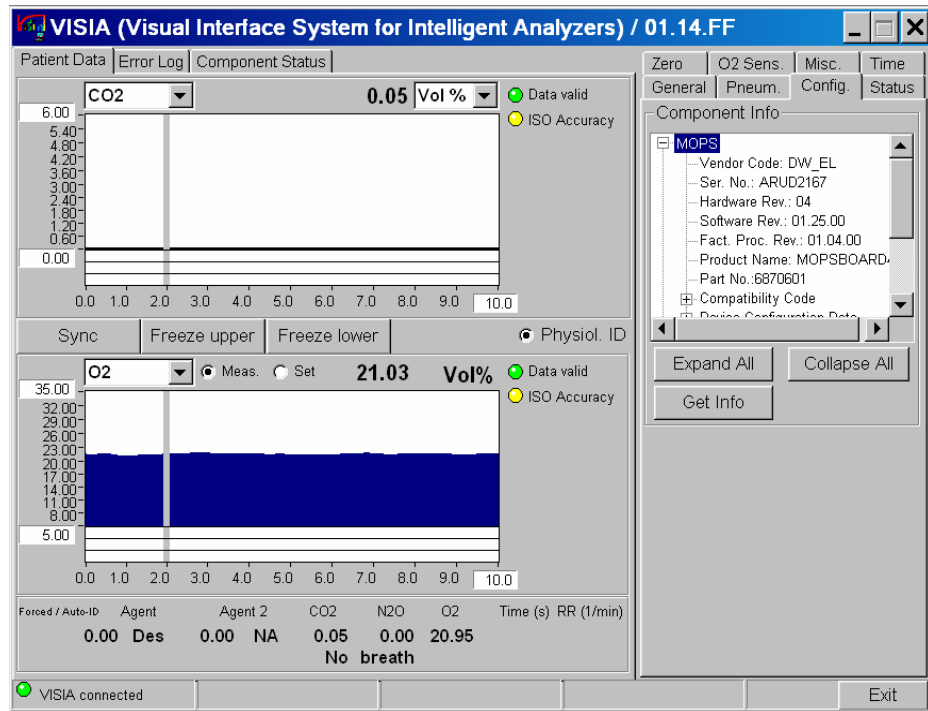 VISIA (Visual Interface System for Intelligent Analyzers) / 01.14.FF
Patient Data Error Log Component Status
CO2 0.05 Vol % Data valid
ISO Accuracy
6.00
5.40
4.80
4.20
3.60
3.00
2.40
1.80
1.20
0.60
0.00
0.0 1.0 2.0 3.0 4.0 5.0 6.0 7.0 8.0 9.0 10.0
Sync Freeze upper Freeze lower Physiol. ID
O2 Meas. Set 21.03 Vol% Data valid
ISO Accuracy
35.00
32.00
29.00
26.00
23.00
20.00
17.00
14.00
11.00
8.00
5.00
0.0 1.0 2.0 3.0 4.0 5.0 6.0 7.0 8.0 9.0 10.0
Forced / Auto-ID Agent Agent 2 CO2 N2O O2 Time (s) RR (1/min)
0.00 Des 0.00 NA 0.05 0.00 20.95
No breath
Zero O2 Sens. Misc. Time
General Pneum. Config. Status
Component Info
MOPS
Vendor Code: DW_EL
Ser. No.: ARUD2167
Hardware Rev.: 04
Software Rev.: 01.25.00
Fact. Proc. Rev.: 01.04.00
Product Name: MOPSBOARD
Part No.:6870601
Compatibility Code
Device Configuration Data
Expand All Collapse All
Get Info
VISIA connected Exit